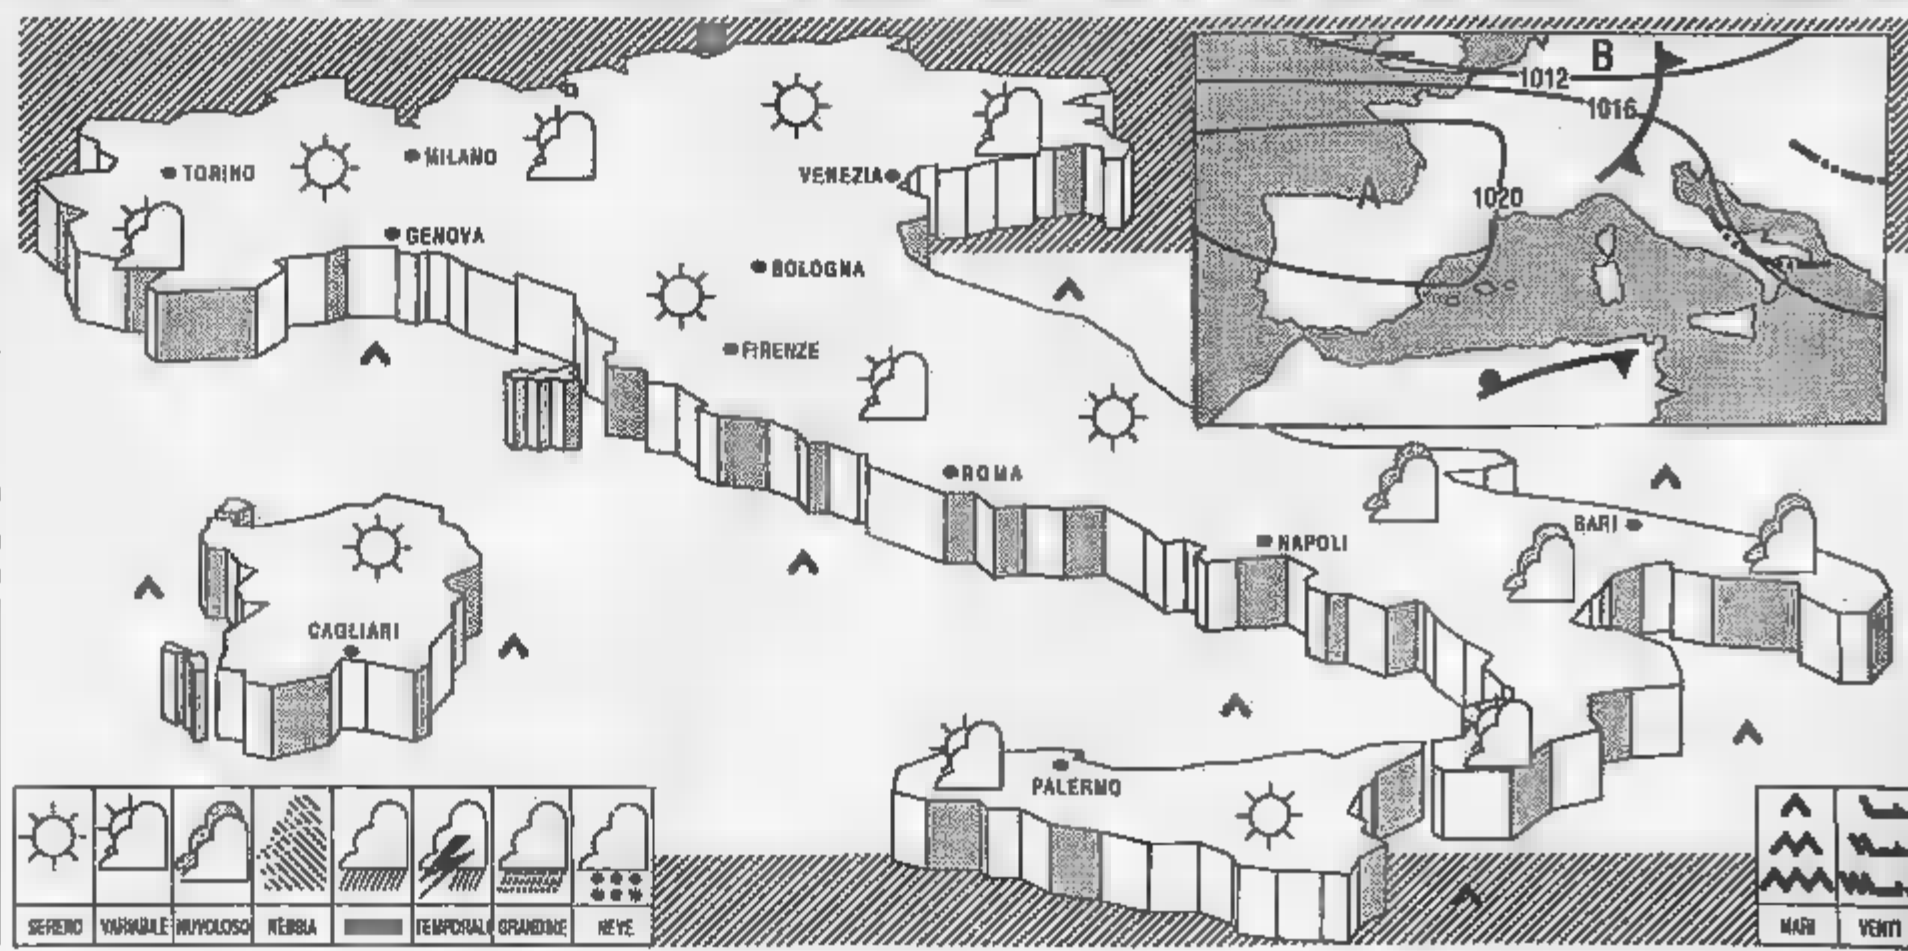 B
1012
1016
MILANO
TORINO
VENEZIA
A
1020
GENOVA
BOLOGNA
FIRENZE
ROMA
BARI
NAPOLI
CAGLIARI
PALERMO
SERENO VARIABILE NUVOLOSO NEBBIA TEMPORALI GRANDINE NEVE
MARI VENTI